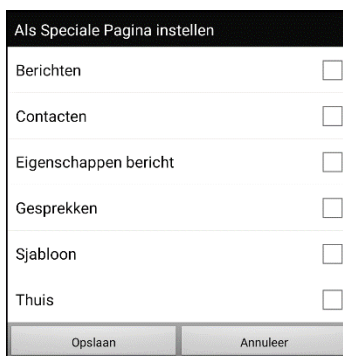 Als Speciale Pagina instellen
Berichten
Contacten
Eigenschappen bericht
Gesprekken
Sjabloon
Thuis
Opslaan Annuleer